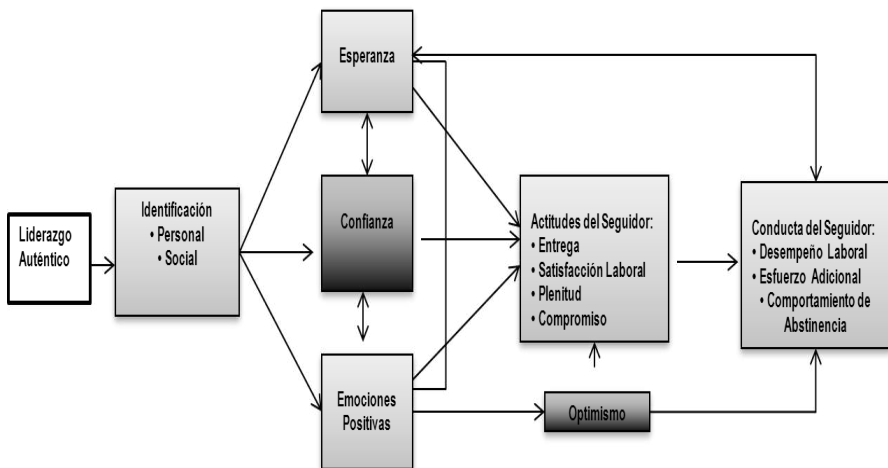 Liderazgo
Auténtico
Identificación
• Personal
• Social
Esperanza
Confianza
Emociones
Positivas
Actitudes del Seguidor:
• Entrega
• Satisfacción Laboral
• Plenitud
• Compromiso
Optimismo
Conducta del Seguidor:
• Desempeño Laboral
• Esfuerzo Adicional
• Comportamiento de
Abstinencia